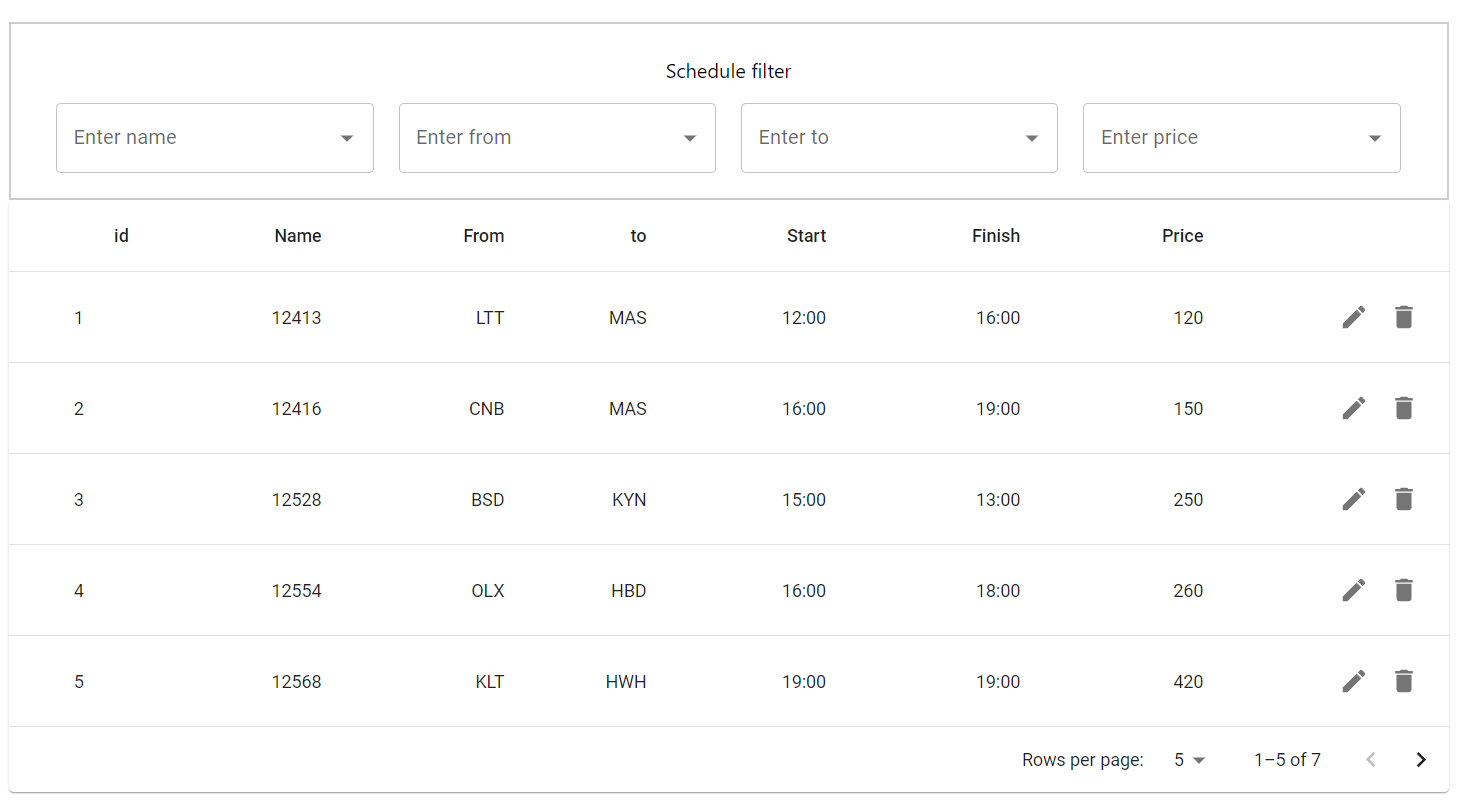 Schedule filter
Enter name Enter from Enter to Enter price
id Name From to Start Finish Price
1 12413 LTT MAS 12:00 16:00 120
2 12416 CNB MAS 16:00 19:00 150
3 12528 BSD KYN 15:00 13:00 250
4 12554 OLX HBD 16:00 18:00 260
5 12568 KLT HWH 19:00 19:00 420
Rows per page: 5 1–5 of 7